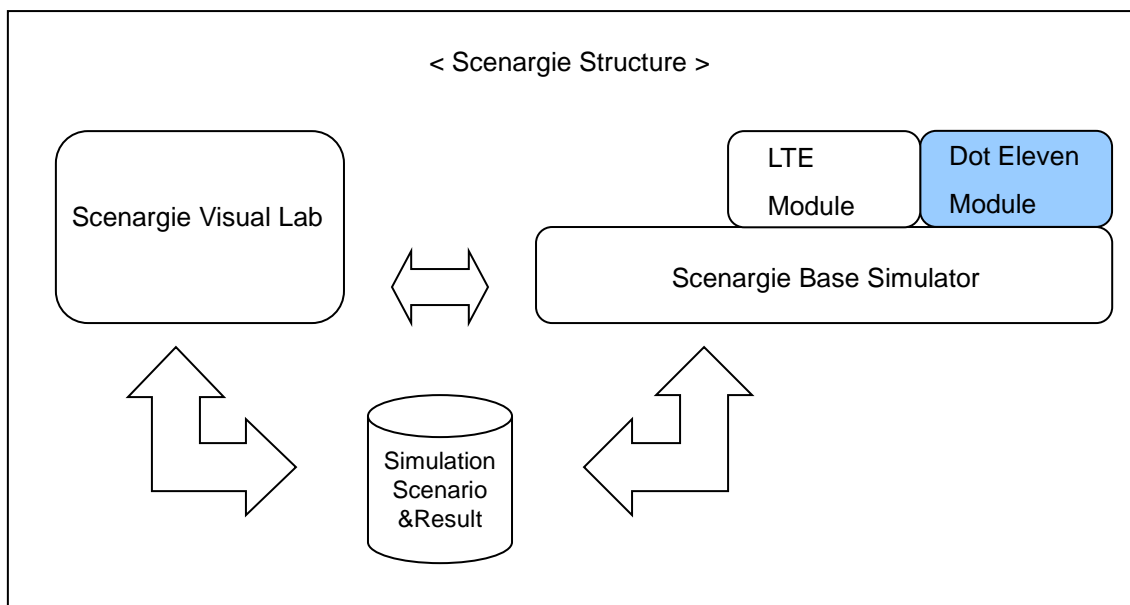 < Scenargie Structure >
Scenargie Visual Lab
LTE
Module
Dot Eleven
Module
Scenargie Base Simulator
Simulation
Scenario
&Result